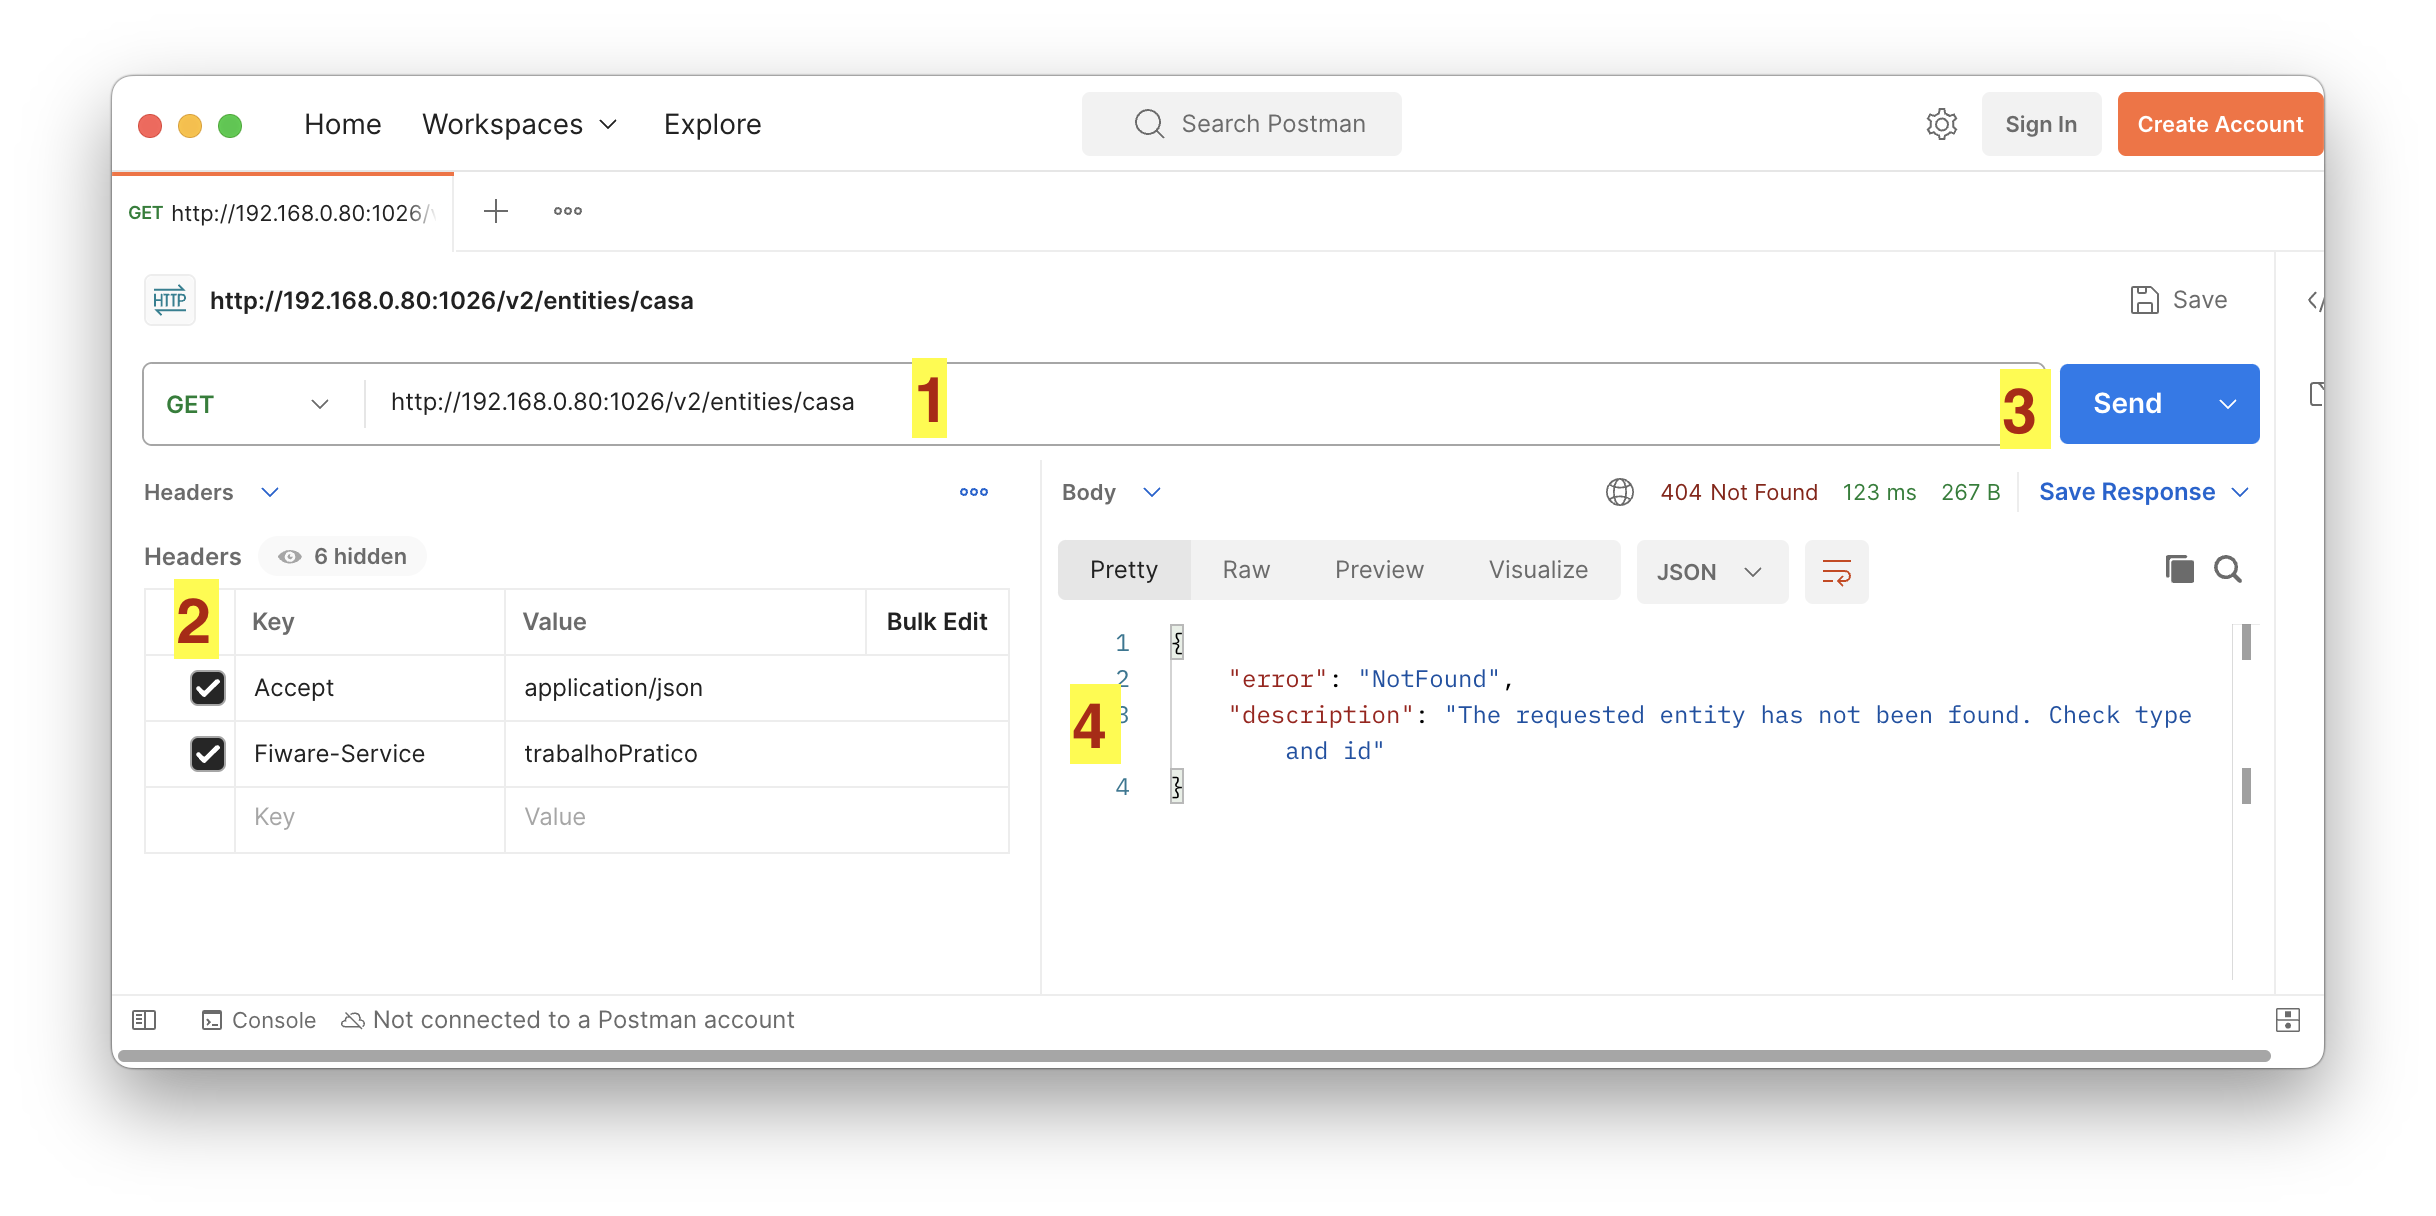 Home Workspaces Explore Search Postman Sign In Create Account
GET http://192.168.0.80:1026/
HTTP http://192.168.0.80:1026/v2/entities/casa Save
GET http://192.168.0.80:1026/v2/entities/casa 1 3 Send
Headers Body 404 Not Found 123 ms 267 B Save Response
Headers 6 hidden
Pretty Raw Preview Visualize JSON
2 Key Value Bulk Edit
Accept application/json
Fiware-Service trabalhoPratico
Key Value
1 {
2 "error": "NotFound",
3 "description": "The requested entity has not been found. Check type
and id"
4 }
4
Console Not connected to a Postman account